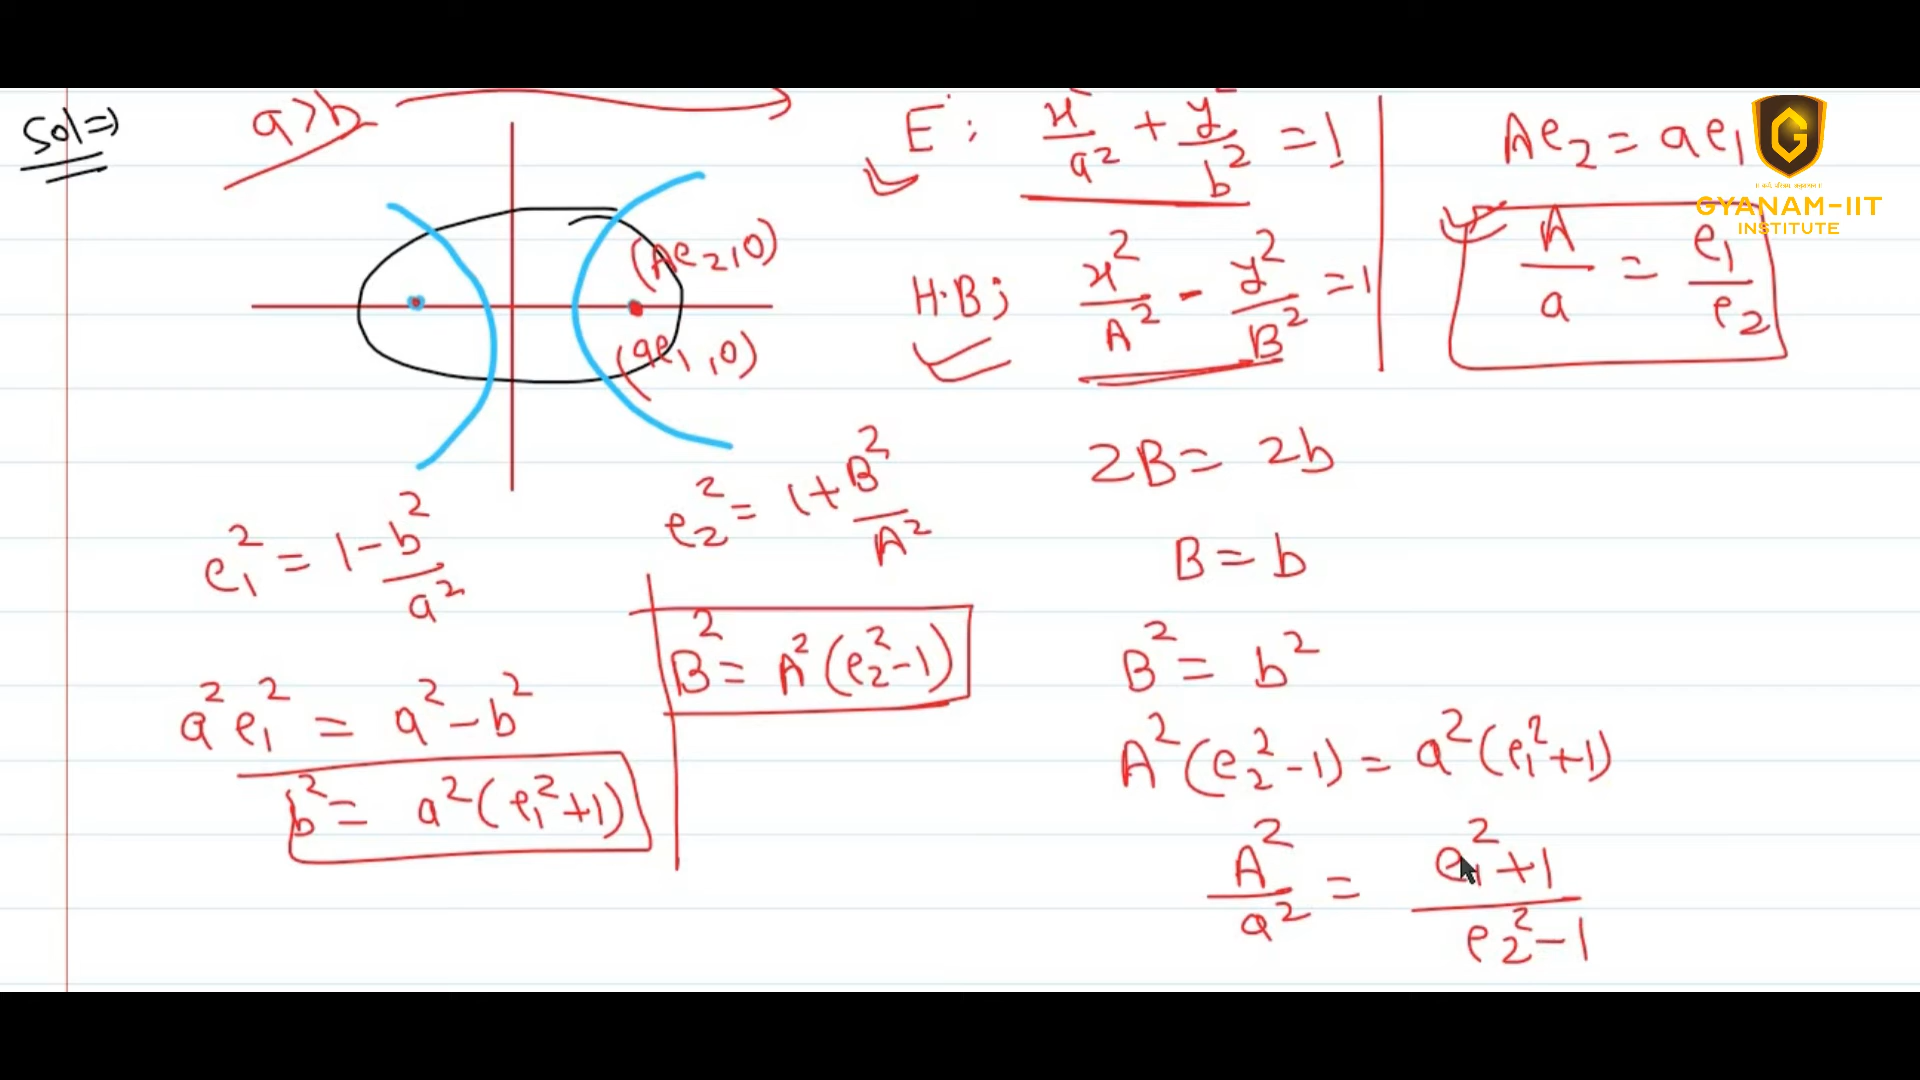 Sol⇒
a>b
E: x²/a² + y²/b² = 1
Ae₂ = ae₁
GYANAM-IIT
INSTITUTE
A/a = e₁/e₂
(Ae₂,0)
(ae₁,0)
H·B; x²/A² - y²/B² = 1
2B = 2b
e₁² = 1 - b²/a²
e₂² = 1 + B²/A²
B = b
B² = A²(e₂²-1)
B² = b²
a²e₁² = a² - b²
A²(e₂²-1) = a²(e₁²+1)
b² = a²(e₁²+1)
A²/a² = e₁²+1/e₂²-1